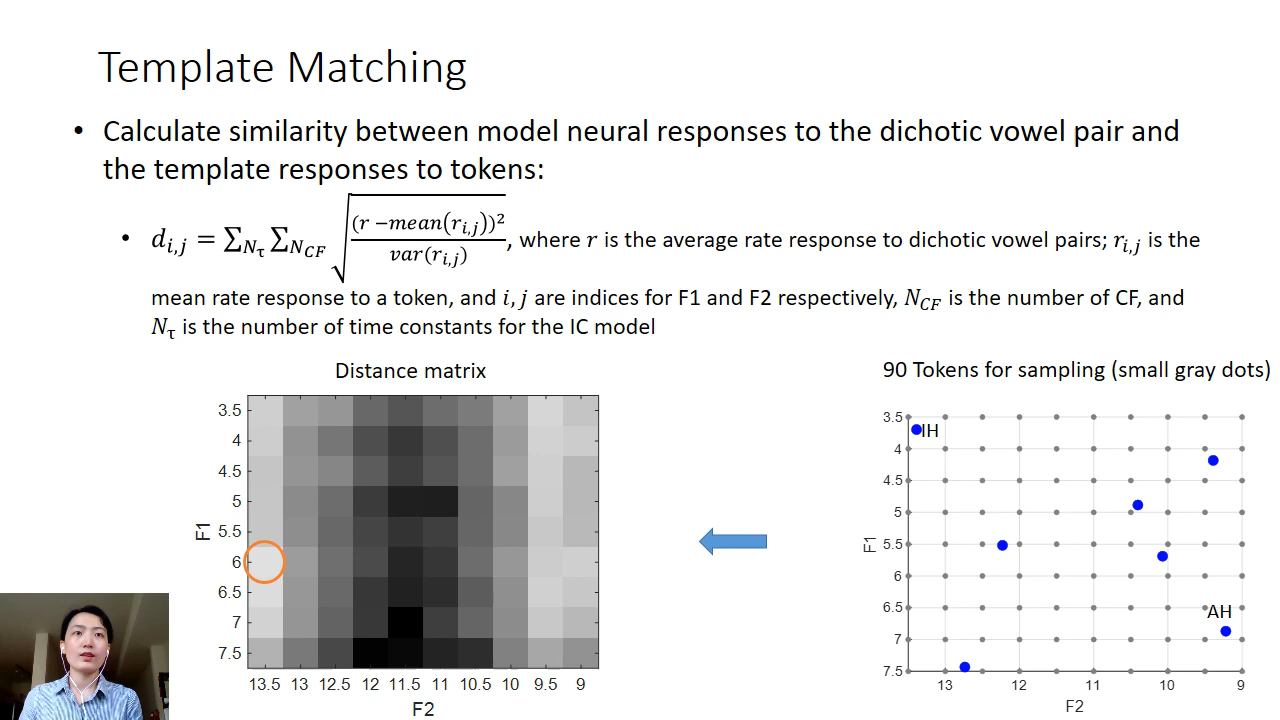 Template Matching
• Calculate similarity between model neural responses to the dichotic vowel pair and
the template responses to tokens:
• d_{i,j} = ∑_{N_τ} ∑_{N_{CF}} √((r −mean(r_{i,j}))² / var(r_{i,j})), where r is the average rate response to dichotic vowel pairs; r_{i,j} is the
mean rate response to a token, and i, j are indices for F1 and F2 respectively, N_{CF} is the number of CF, and
N_τ is the number of time constants for the IC model
Distance matrix
3.5
4
4.5
5
5.5
6
6.5
7
7.5
F1
13.5 13 12.5 12 11.5 11 10.5 10 9.5 9
F2
90 Tokens for sampling (small gray dots)
3.5
4
4.5
5
5.5
6
6.5
7
7.5
F1
IH
AH
13 12 11 10 9
F2